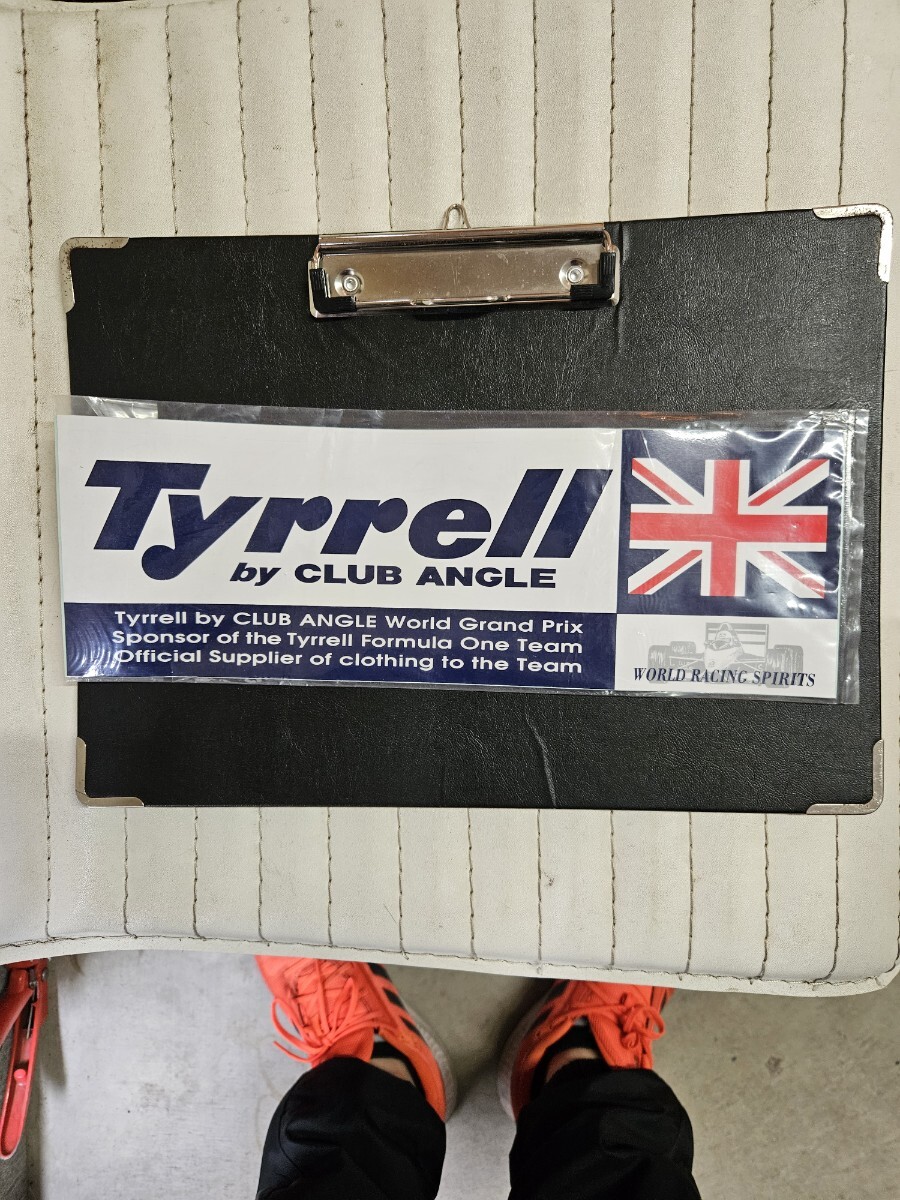 Tyrrell
by CLUB ANGLE
Tyrrell by CLUB ANGLE World Grand Prix
Sponsor of the Tyrrell Formula One Team
Official Supplier of clothing to the Team
WORLD RACING SPIRITS